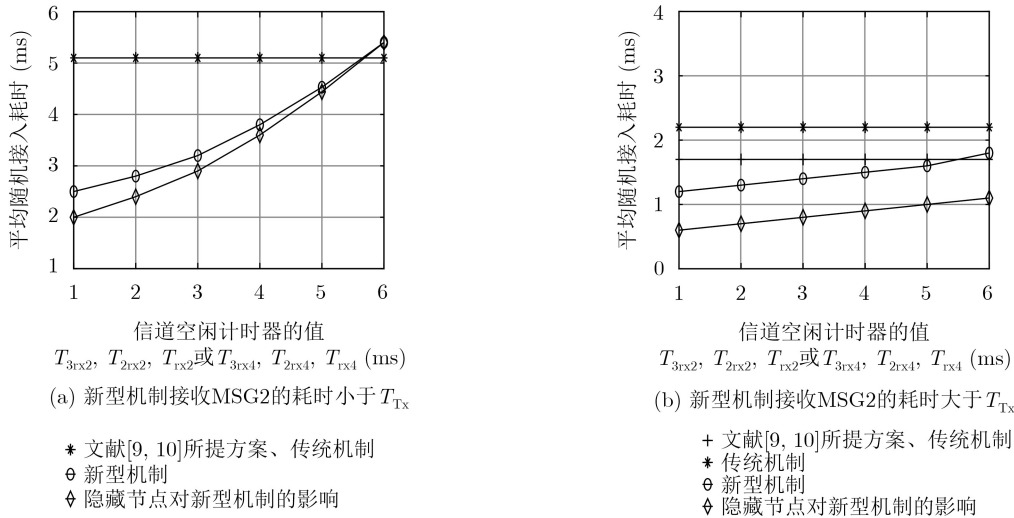 平均随机接入耗时 (ms)
6
5
4
3
2
1
1 2 3 4 5 6
信道空闲计时器的值
T3rx2, T2rx2, Trx2或T3rx4, T2rx4, Trx4 (ms)
(a) 新型机制接收MSG2的耗时小于TTx
文献[9, 10]所提方案、传统机制
新型机制
隐藏节点对新型机制的影响
平均随机接入耗时 (ms)
4
3
2
1
0
1 2 3 4 5 6
信道空闲计时器的值
T3rx2, T2rx2, Trx2或T3rx4, T2rx4, Trx4 (ms)
(b) 新型机制接收MSG2的耗时大于TTx
文献[9, 10]所提方案、传统机制
传统机制
新型机制
隐藏节点对新型机制的影响